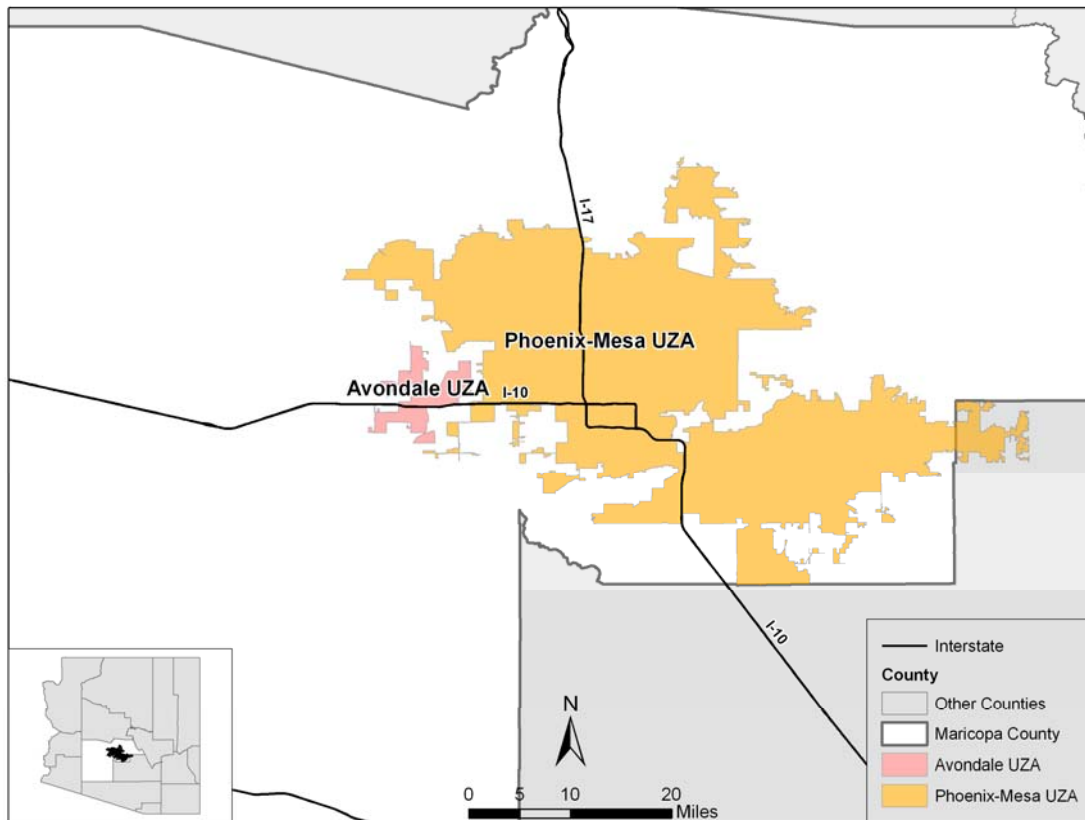 I-17
Phoenix-Mesa UZA
Avondale UZA
I-10
I-10
N
0 5 10 20
Miles
Interstate
County
Other Counties
Maricopa County
Avondale UZA
Phoenix-Mesa UZA